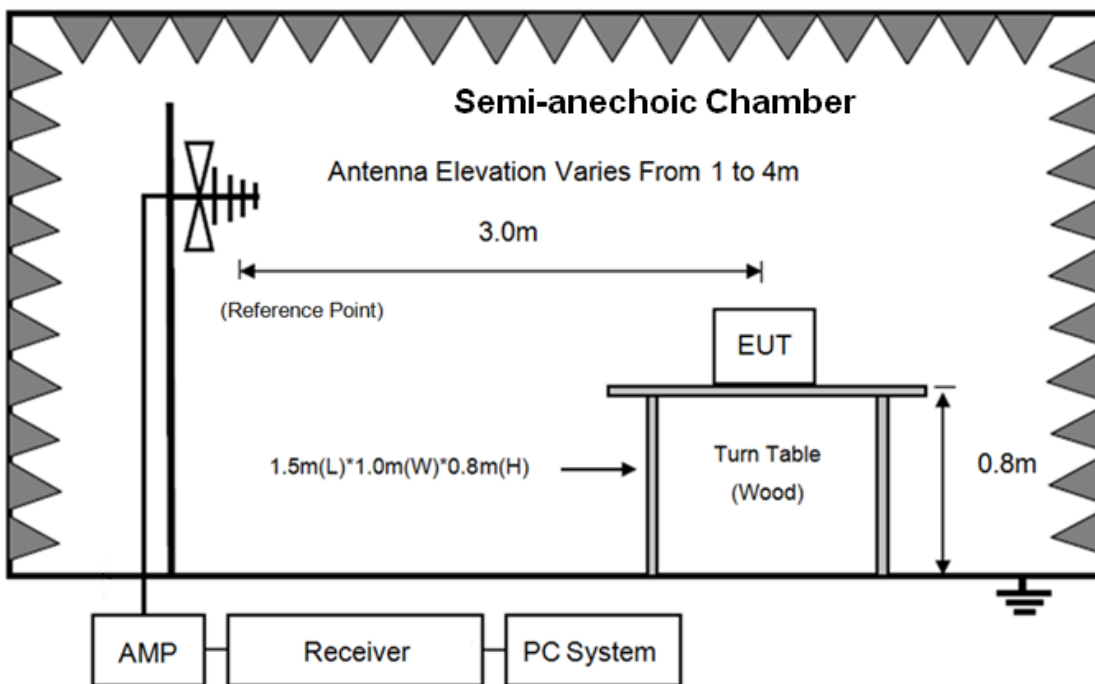 Semi-anechoic Chamber
Antenna Elevation Varies From 1 to 4m
3.0m
(Reference Point)
EUT
1.5m(L)*1.0m(W)*0.8m(H)
Turn Table
(Wood)
0.8m
AMP
Receiver
PC System